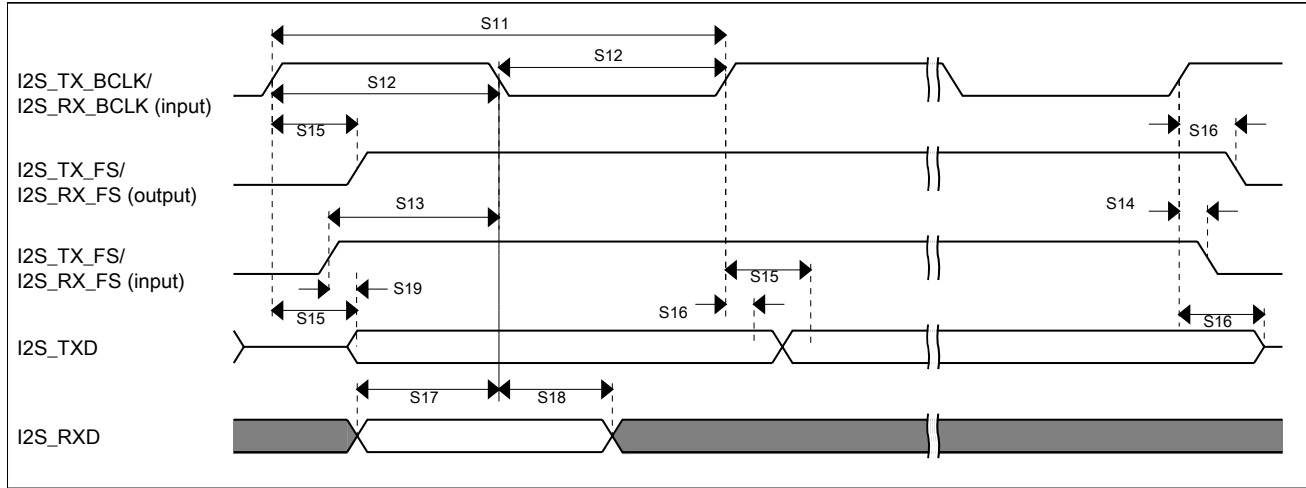 S11
I2S_TX_BCLK/
I2S_RX_BCLK (input)
S12
S12
S15
S16
I2S_TX_FS/
I2S_RX_FS (output)
S13
S14
I2S_TX_FS/
I2S_RX_FS (input)
S15
S19
S15
S16
S16
I2S_TXD
S17
S18
I2S_RXD